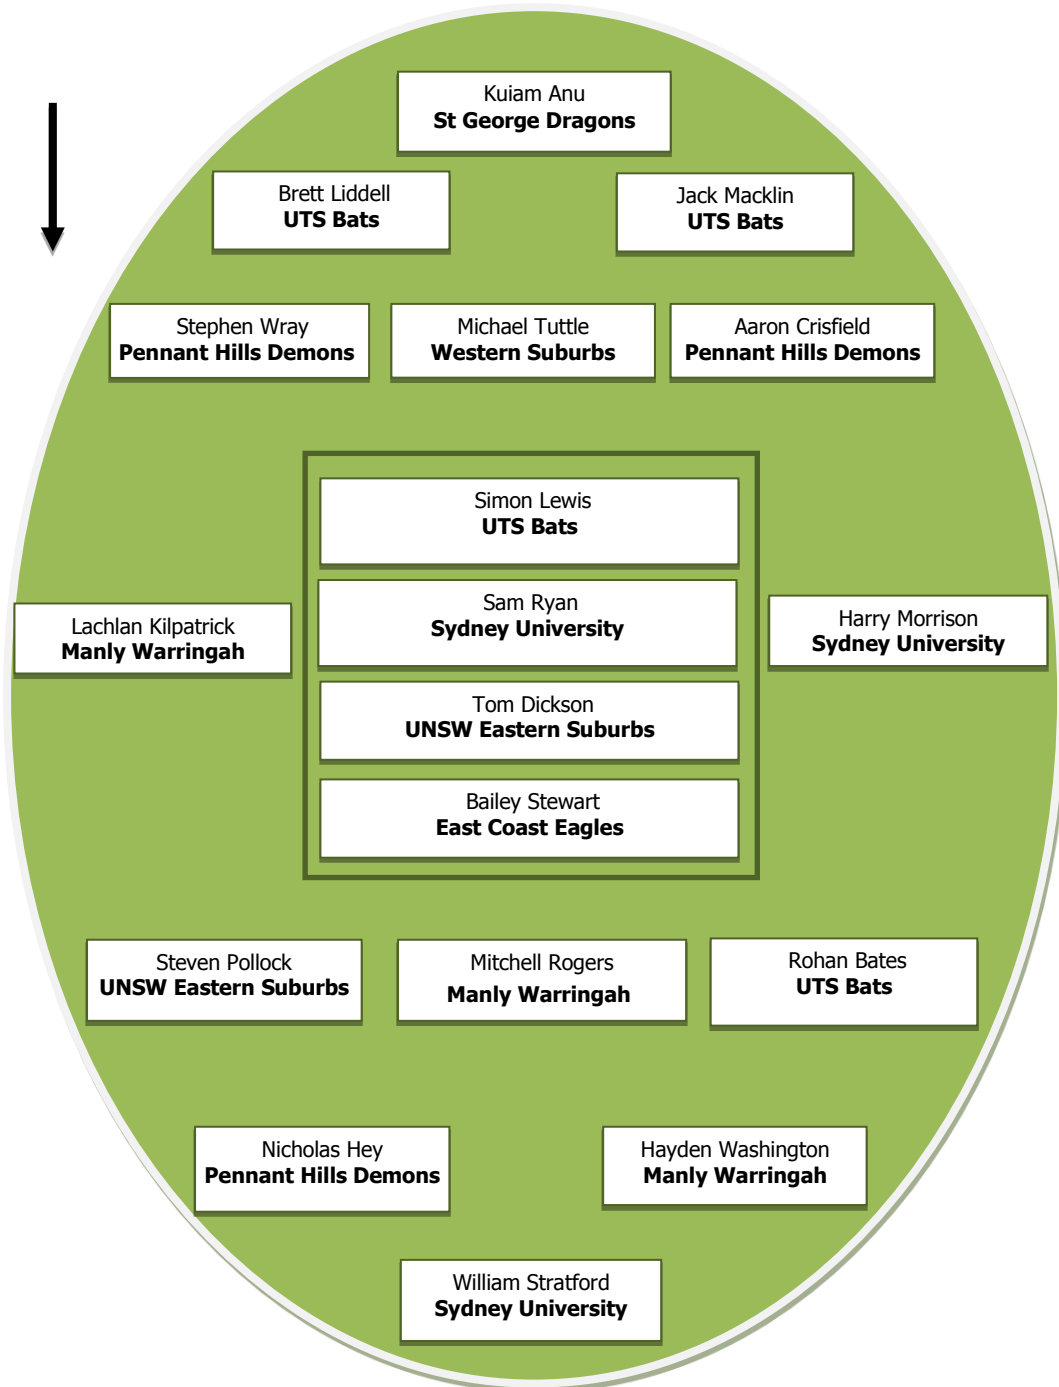 Kuiam Anu
St George Dragons
Brett Liddell
UTS Bats
Jack Macklin
UTS Bats
Stephen Wray
Pennant Hills Demons
Michael Tuttle
Western Suburbs
Aaron Crisfield
Pennant Hills Demons
Simon Lewis
UTS Bats
Lachlan Kilpatrick
Manly Warringah
Sam Ryan
Sydney University
Harry Morrison
Sydney University
Tom Dickson
UNSW Eastern Suburbs
Bailey Stewart
East Coast Eagles
Steven Pollock
UNSW Eastern Suburbs
Mitchell Rogers
Manly Warringah
Rohan Bates
UTS Bats
Nicholas Hey
Pennant Hills Demons
Hayden Washington
Manly Warringah
William Stratford
Sydney University